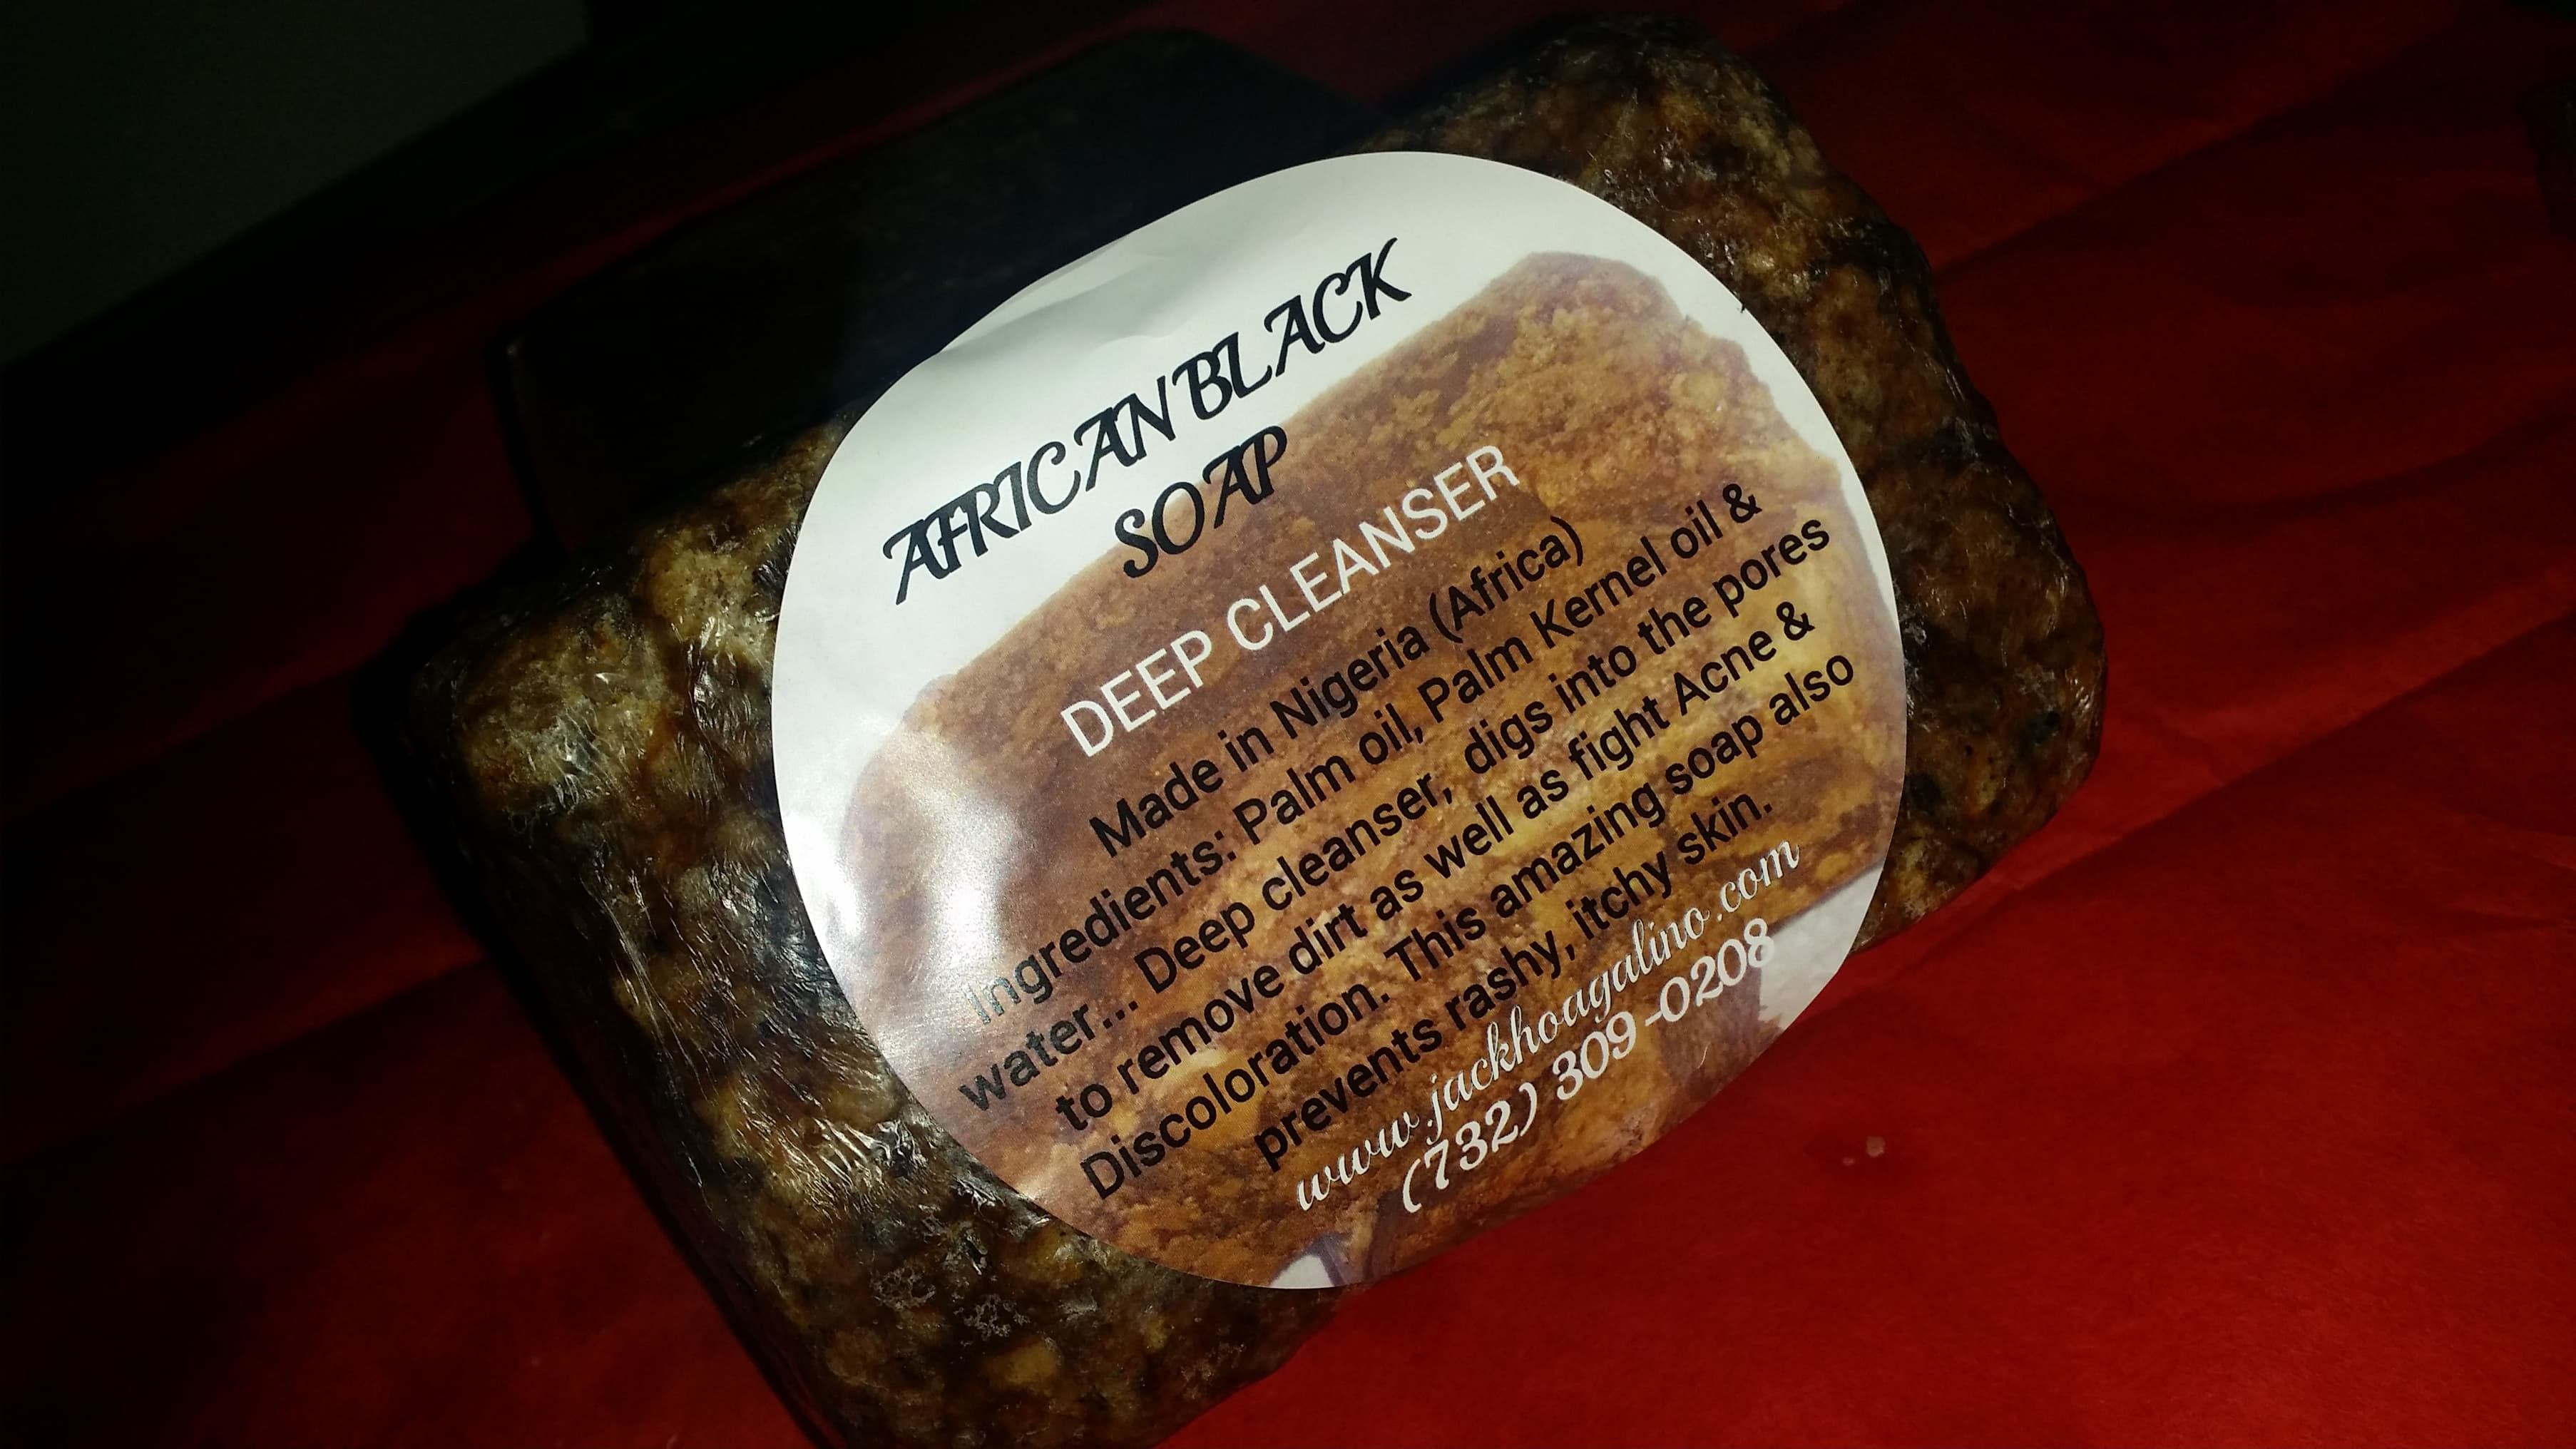 AFRICAN BLACK
SOAP
DEEP CLEANSER
Made in Nigeria (Africa)
Ingredients: Palm oil, Palm Kernel oil &
water... Deep cleanser, digs into the pores
to remove dirt as well as fight Acne &
Discoloration. This amazing soap also
prevents rashy, itchy skin.
www.jackhoagalino.com
(732) 309-0208